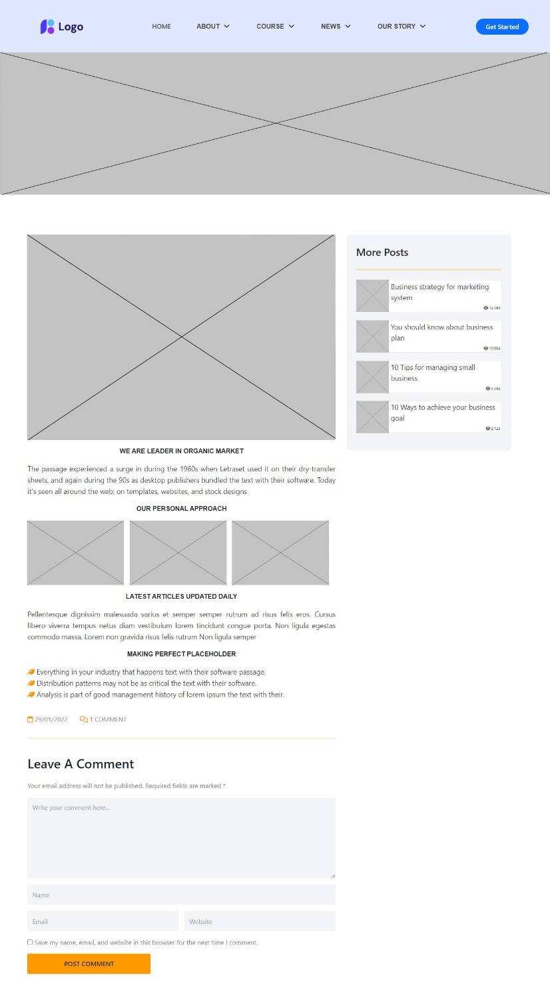 Logo
HOME ABOUT COURSE NEWS OUR STORY
Get Started
WE ARE LEADER IN ORGANIC MARKET
The passage experienced a surge in during the 1960s when Letraset used it on their dry-transfer
sheets, and again during the 90s as desktop publishers bundled the text with their software. Today
it's seen all around the web; on templates, websites, and stock designs
OUR PERSONAL APPROACH
LATEST ARTICLES UPDATED DAILY
Pellentesque dignissim malesuada varius et semper semper rutrum ad risus felis eros. Cursus
libero viverra tempus netus diam vestibulum lorem tincidunt congue porta. Non ligula egestas
commodo massa. Lorem non gravida risus felis rutrum Non ligula semper
MAKING PERFECT PLACEHOLDER
Everything in your industry that happens text with their software passage.
Distribution patterns may not be as critical the text with their software.
Analysis is part of good management history of lorem ipsum the text with their.
29/01/2022 1 COMMENT
Leave A Comment
Your email address will not be published. Required fields are marked *
Write your comment here...
Name
Email Website
Save my name, email, and website in this browser for the next time I comment.
POST COMMENT
More Posts
Business strategy for marketing
system
You should know about business
plan
10 Tips for managing small
business
10 Ways to achieve your business
goal